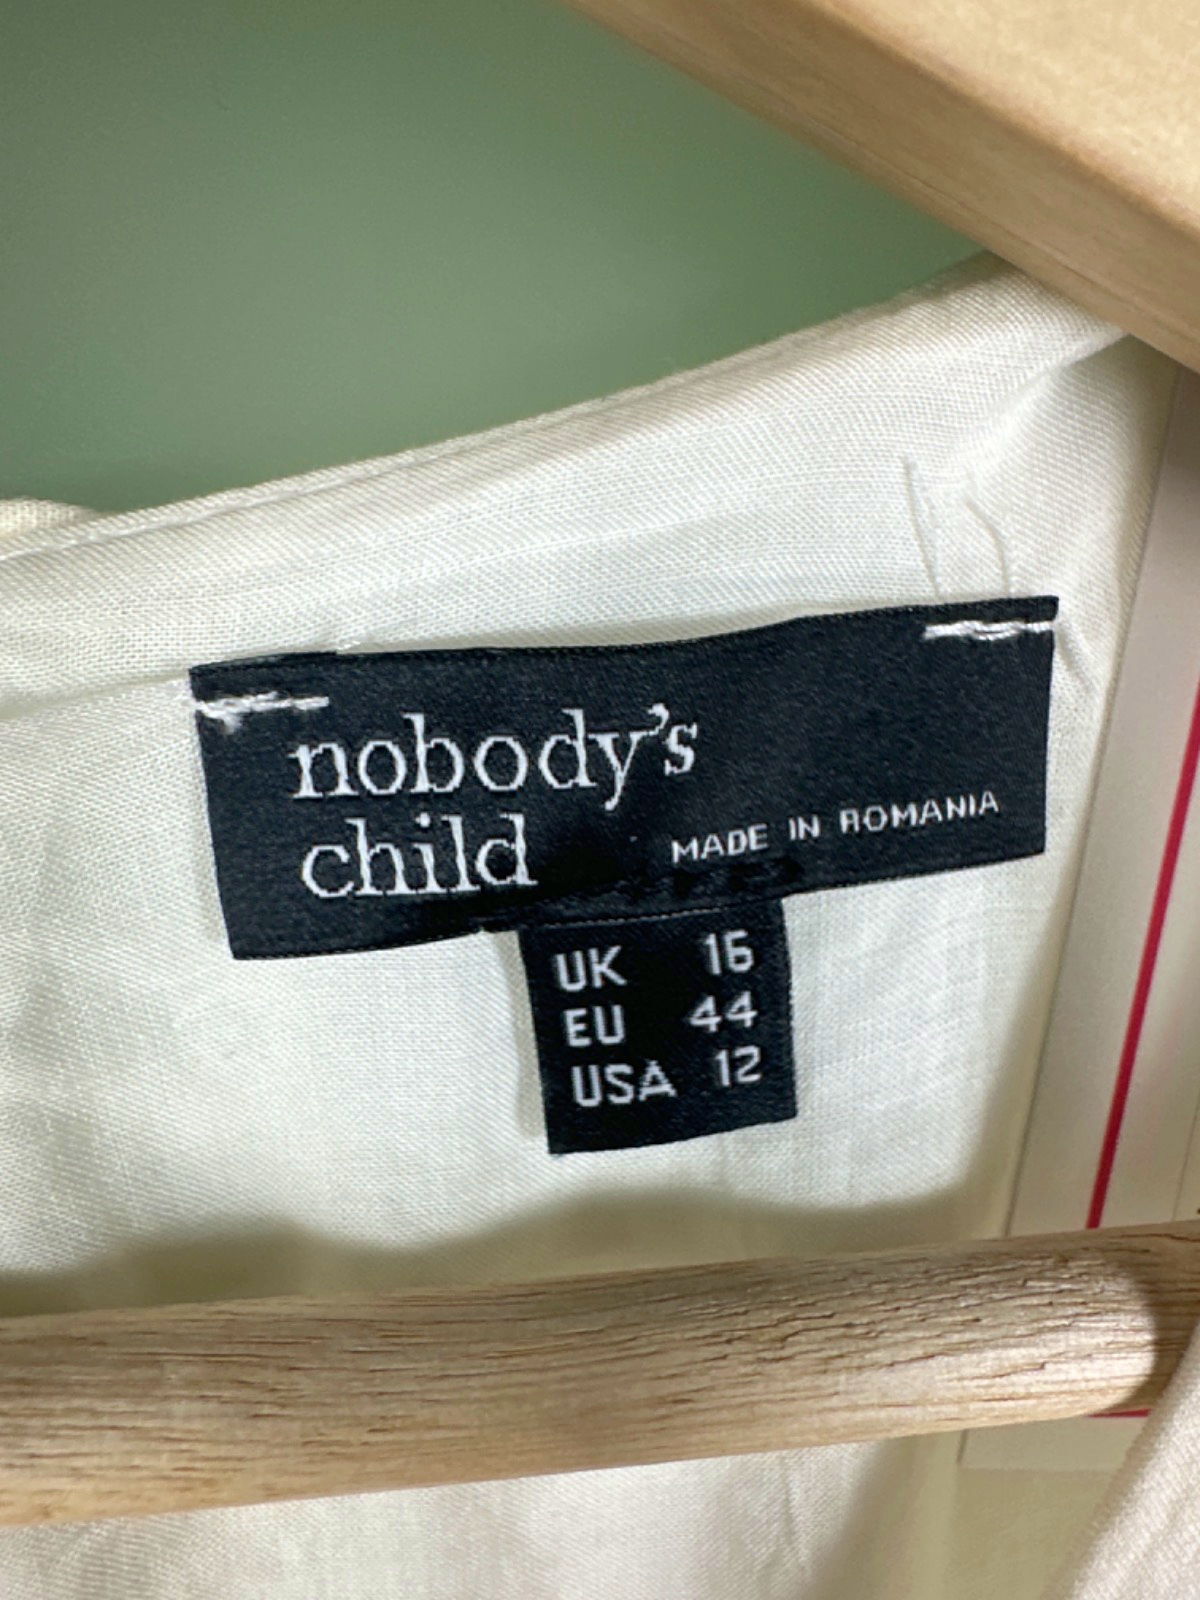 nobody's
child
MADE IN ROMANIA
UK 16
EU 44
USA 12